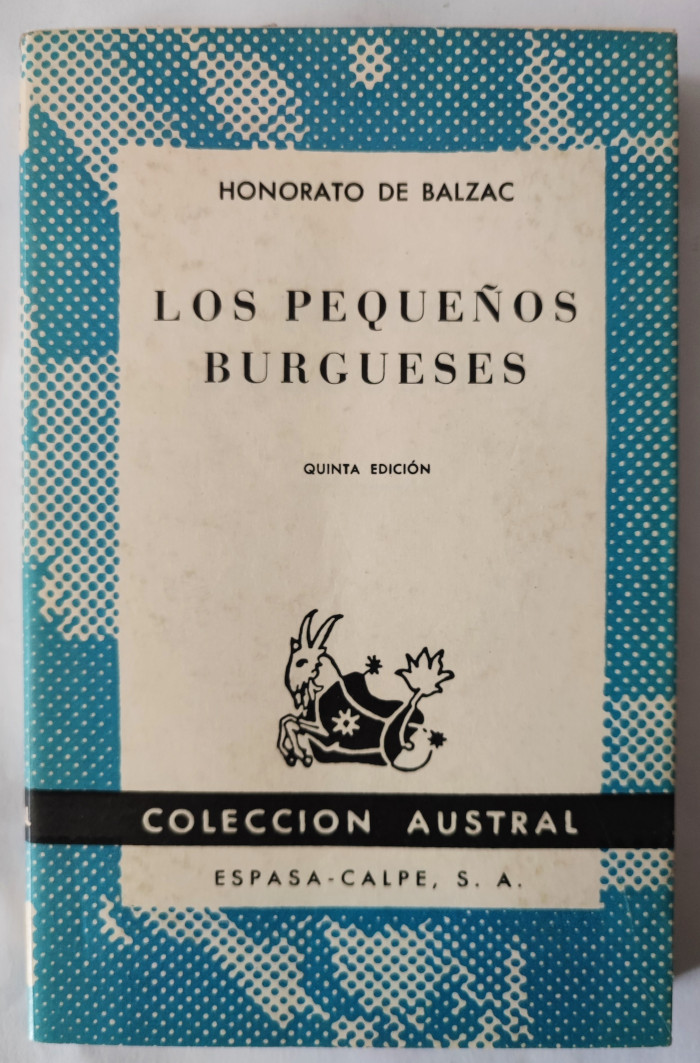 HONORATO DE BALZAC
LOS PEQUEÑOS
BURGUESES
QUINTA EDICIÓN
COLECCION AUSTRAL
ESPASA-CALPE, S. A.